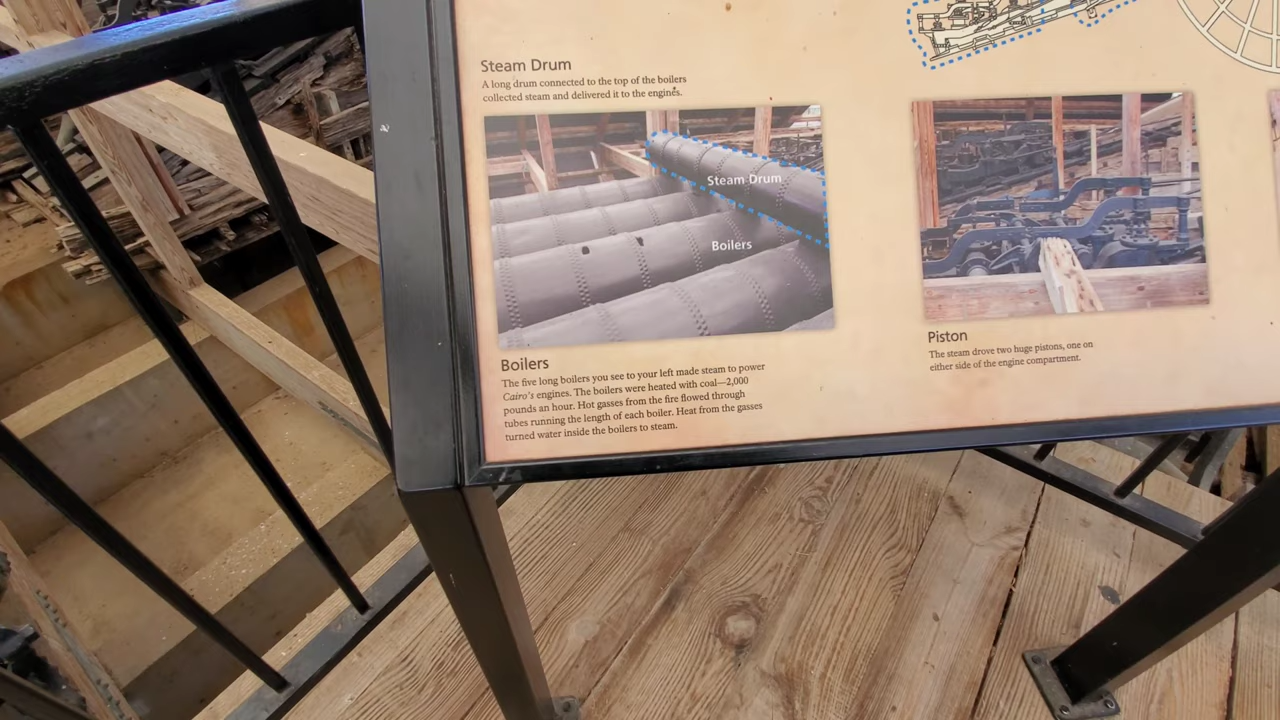 Steam Drum
A long drum connected to the top of the boilers
collected steam and delivered it to the engines.
Steam Drum
Boilers
Boilers
The five long boilers you see to your left made steam to power
Cairo's engines. The boilers were heated with coal—2,000
pounds an hour. Hot gasses from the fire flowed through
tubes running the length of each boiler. Heat from the gasses
turned water inside the boilers to steam.
Piston
The steam drove two huge pistons, one on
either side of the engine compartment.